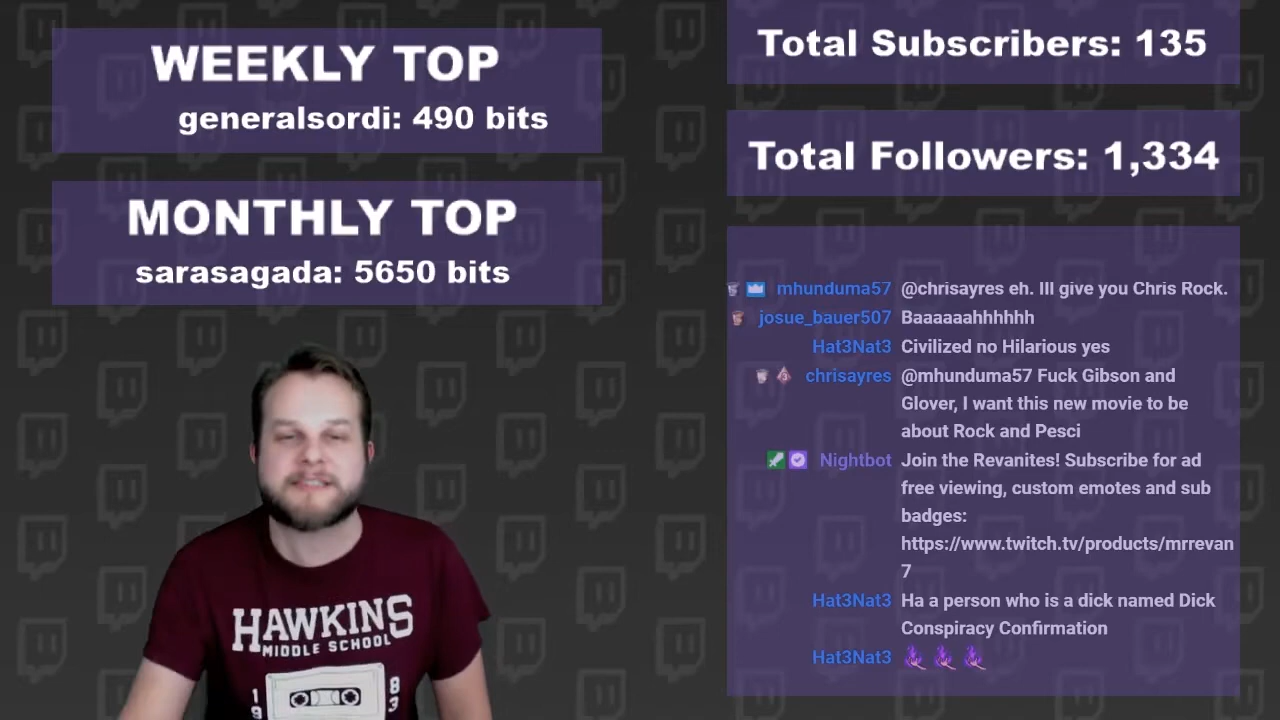 WEEKLY TOP
generalsordi: 490 bits
MONTHLY TOP
sarasagada: 5650 bits
Total Subscribers: 135
Total Followers: 1,334
mhunduma57 @chrisayres eh. Ill give you Chris Rock.
josue_bauer507 Baaaaaahhhhhh
Hat3Nat3 Civilized no Hilarious yes
chrisayres @mhunduma57 Fuck Gibson and
Glover, I want this new movie to be
about Rock and Pesci
Nightbot Join the Revanites! Subscribe for ad
free viewing, custom emotes and sub
badges:
https://www.twitch.tv/products/mrrevan
7
Hat3Nat3 Ha a person who is a dick named Dick
Conspiracy Confirmation
Hat3Nat3
HAWKINS
MIDDLE SCHOOL
1 8
9 3